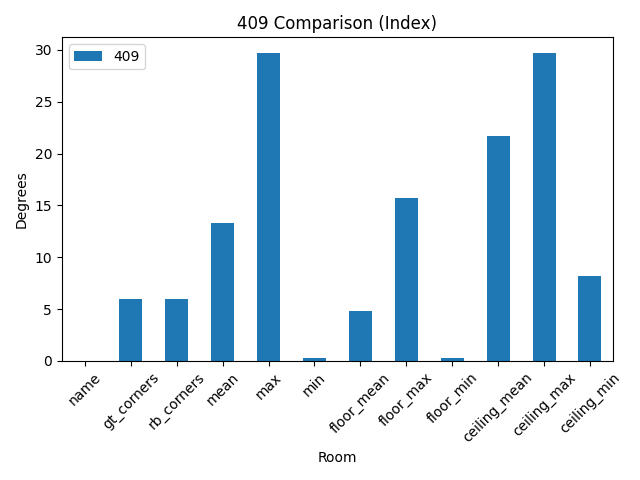 409 Comparison (Index)
409
Degrees
30
25
20
15
10
5
0
name
gt_corners
rb_corners
mean
max
min
floor_mean
floor_max
floor_min
ceiling_mean
ceiling_max
ceiling_min
Room